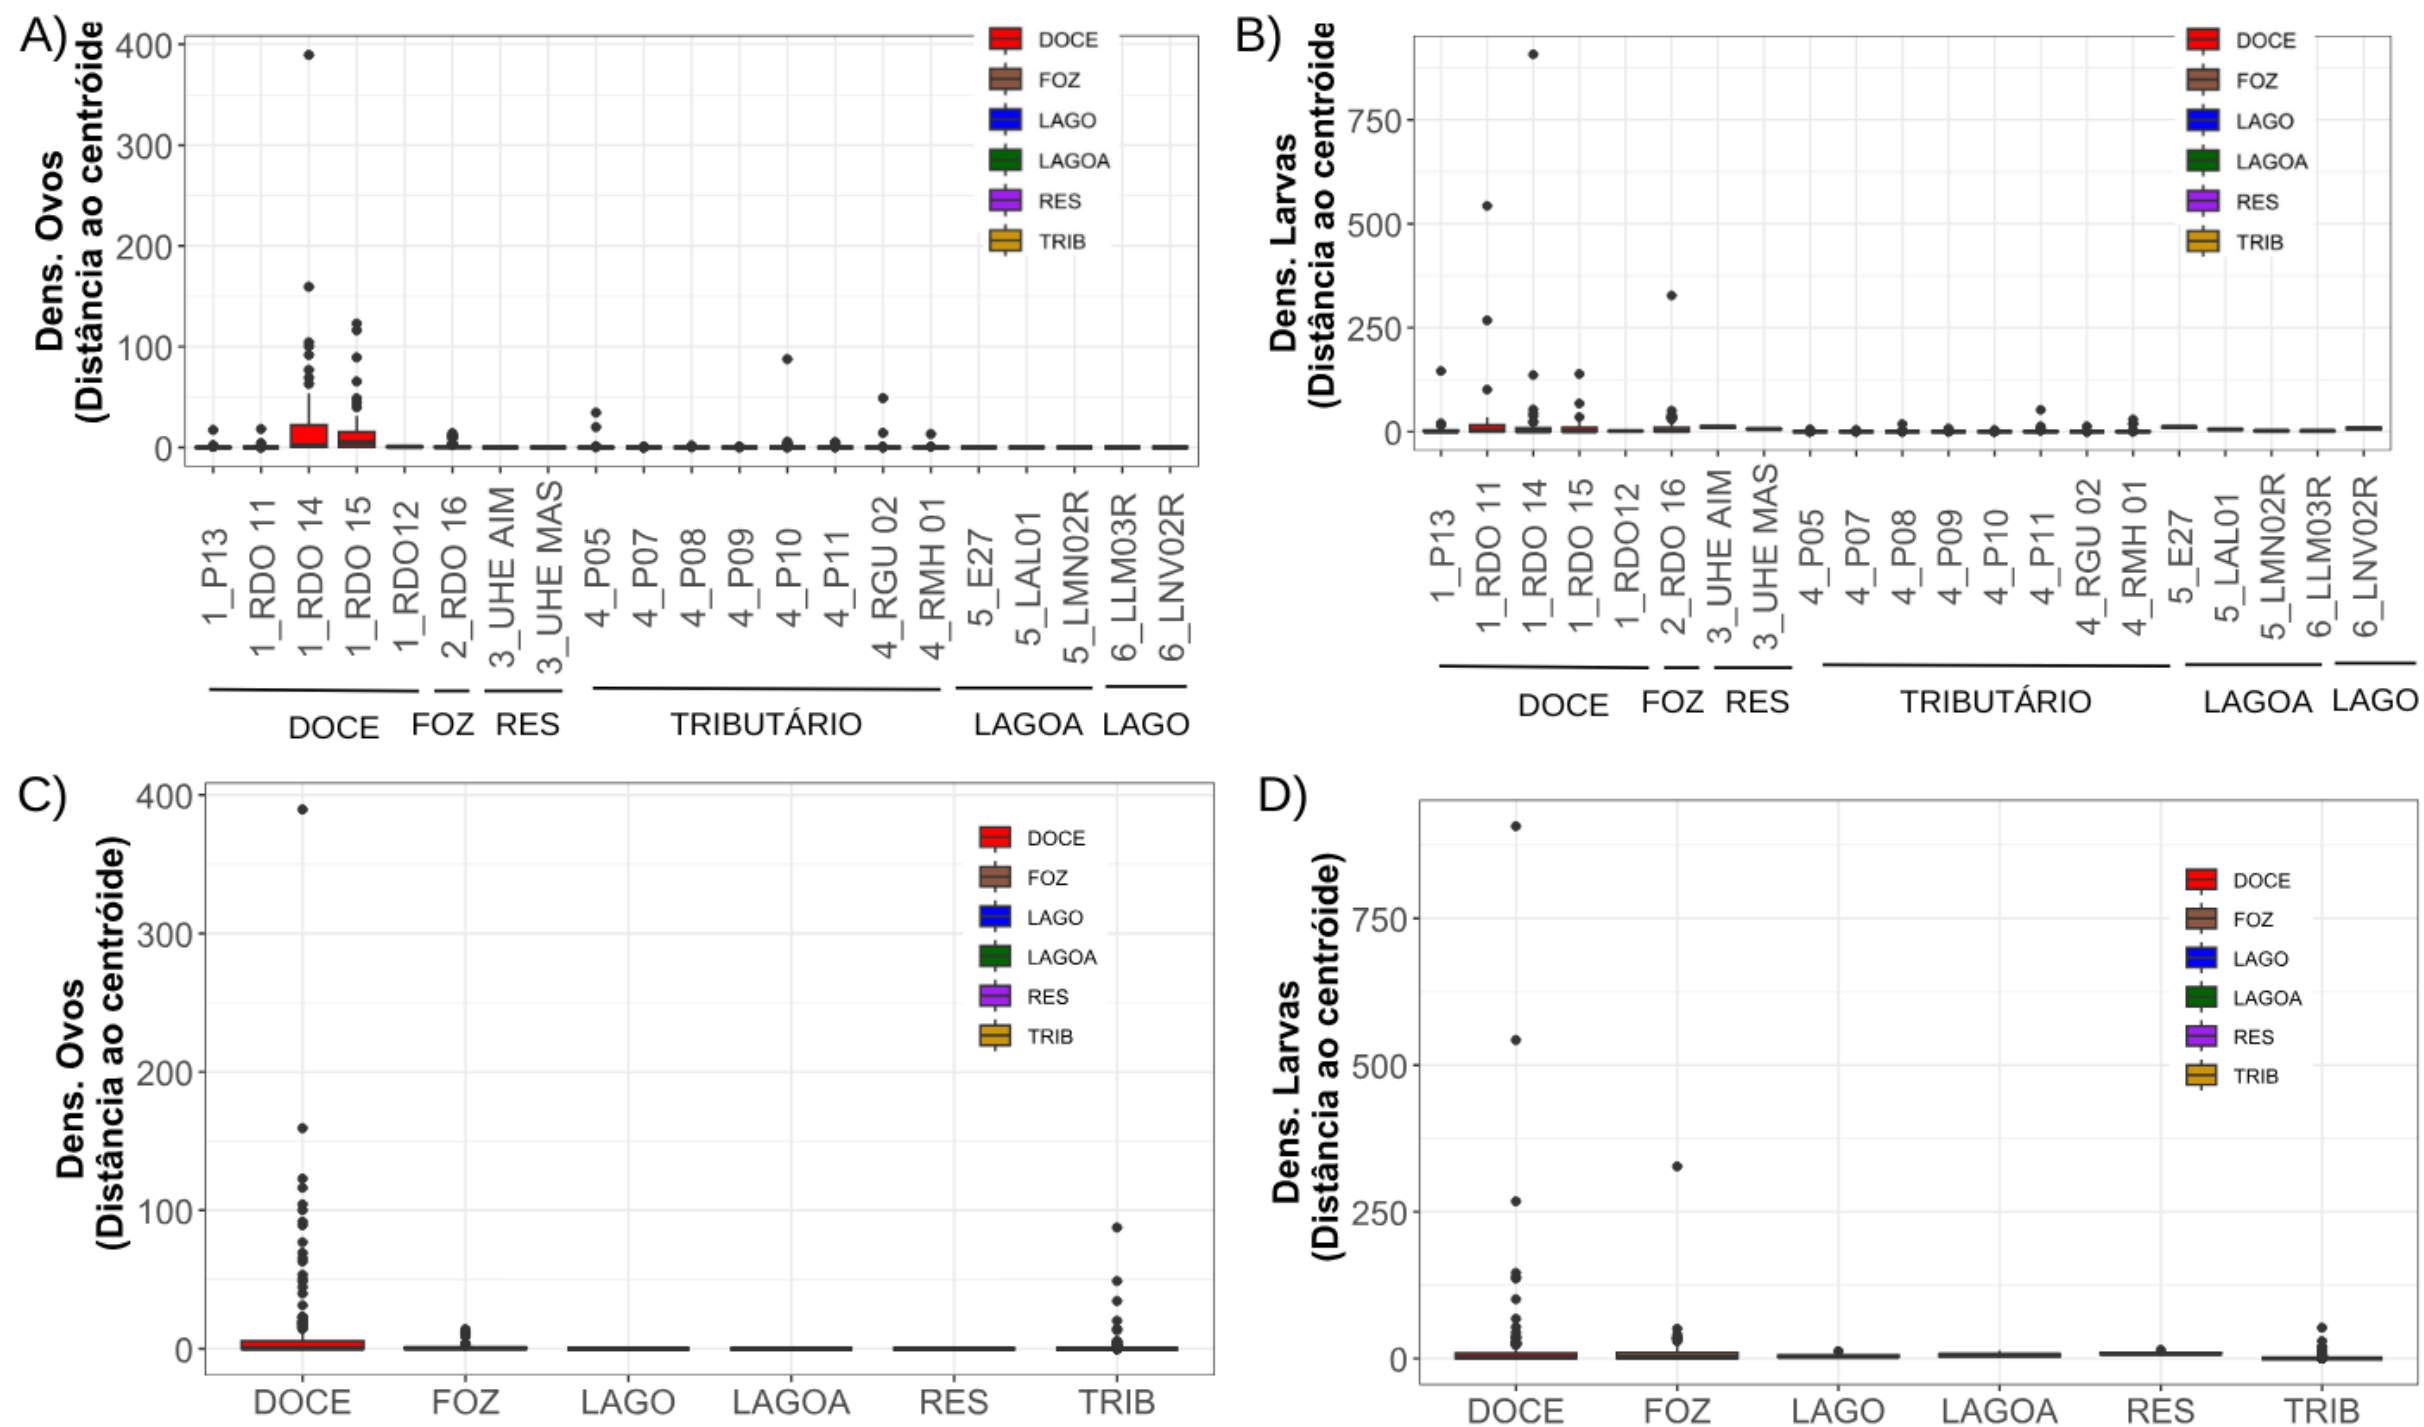 A)
Dens. Ovos
(Distância ao centróide
400
300
200
100
0
DOCE
FOZ
LAGO
LAGOA
RES
TRIB
1_P13
1_RDO 11
1_RDO 14
1_RDO 15
1_RDO12
2_RDO 16
3_UHE AIM
3_UHE MAS
4_P05
4_P07
4_P08
4_P09
4_P10
4_P11
4_RGU 02
4_RMH 01
5_E27
5_LAL01
5_LMN02R
6_LLM03R
6_LNV02R
DOCE FOZ RES TRIBUTÁRIO LAGOA LAGO
B)
Dens. Larvas
(Distância ao centróide
750
500
250
0
DOCE
FOZ
LAGO
LAGOA
RES
TRIB
1_P13
1_RDO 11
1_RDO 14
1_RDO 15
1_RDO12
2_RDO 16
3_UHE AIM
3_UHE MAS
4_P05
4_P07
4_P08
4_P09
4_P10
4_P11
4_RGU 02
4_RMH 01
5_E27
5_LAL01
5_LMN02R
6_LLM03R
6_LNV02R
DOCE FOZ RES TRIBUTÁRIO LAGOA LAGO
C)
Dens. Ovos
(Distância ao centróide)
400
300
200
100
0
DOCE
FOZ
LAGO
LAGOA
RES
TRIB
DOCE FOZ LAGO LAGOA RES TRIB
D)
Dens. Larvas
(Distância ao centróide)
750
500
250
0
DOCE
FOZ
LAGO
LAGOA
RES
TRIB
DOCE FOZ LAGO LAGOA RES TRIB